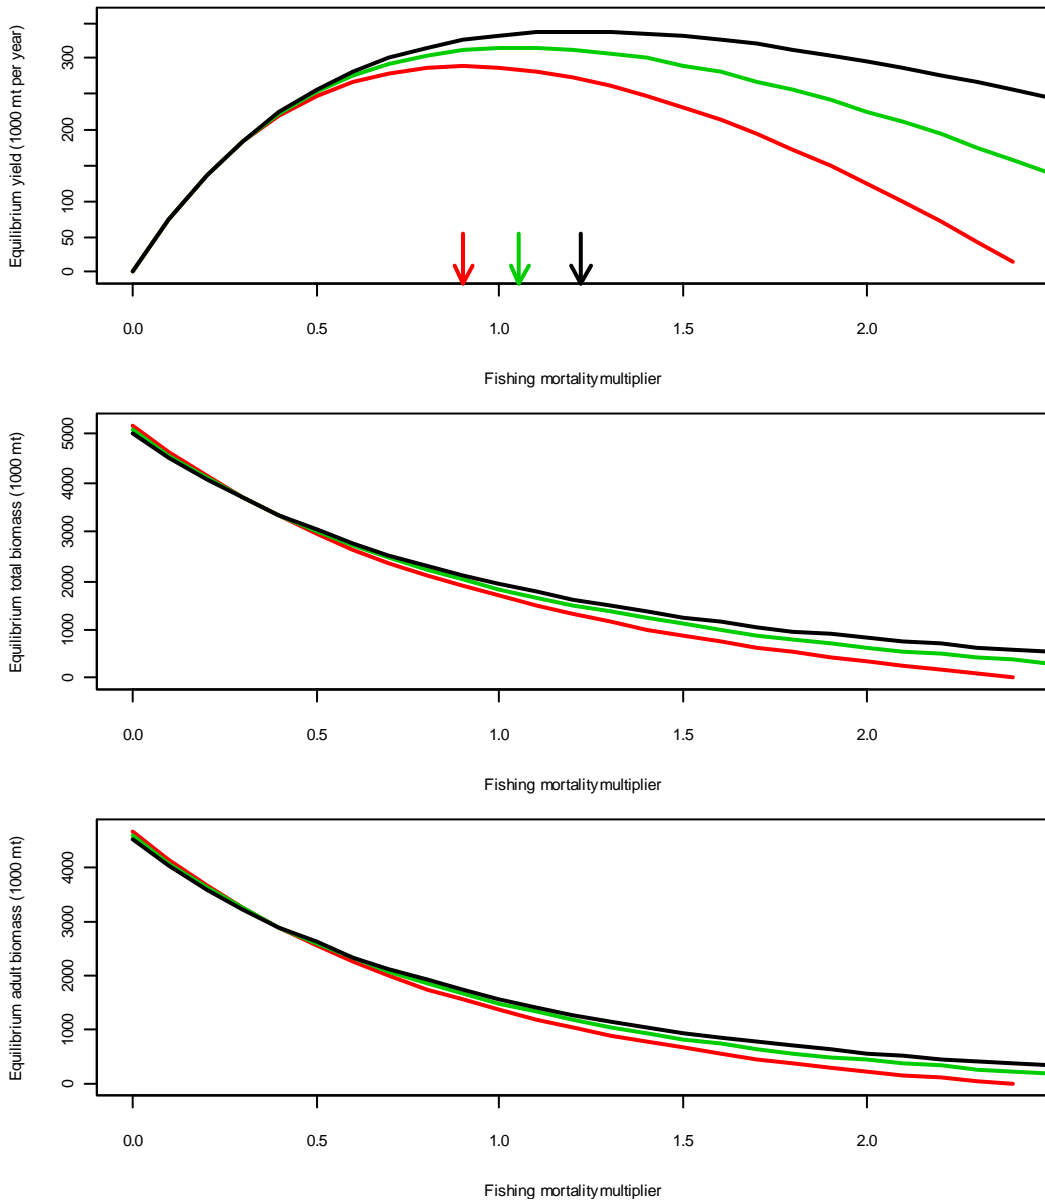 Equilibrium yield (1000 mt per year)
300
200
100
50
0
0.0 0.5 1.0 1.5 2.0
Fishing mortality multiplier
Equilibrium total biomass (1000 mt)
5000
4000
3000
2000
1000
0
0.0 0.5 1.0 1.5 2.0
Fishing mortality multiplier
Equilibrium adult biomass (1000 mt)
4000
3000
2000
1000
0
0.0 0.5 1.0 1.5 2.0
Fishing mortality multiplier